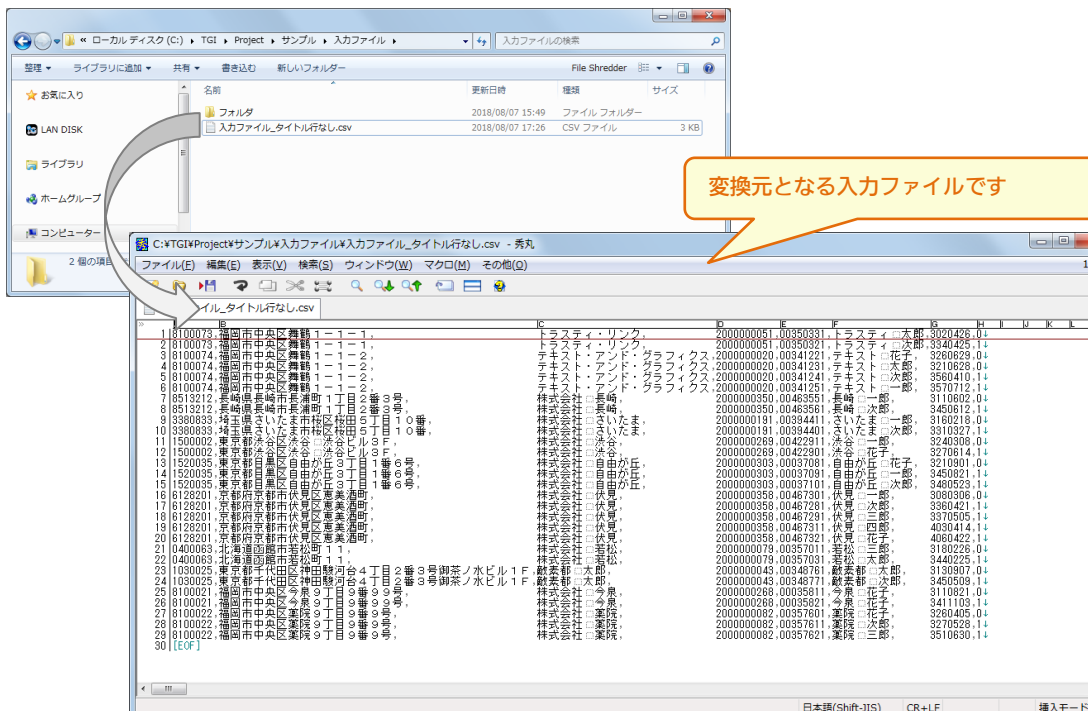 « ローカル ディスク (C:) ▸ TGI ▸ Project ▸ サンプル ▸ 入力ファイル ▸
入力ファイルの検索
整理 ▼ ライブラリに追加 ▼ 共有 ▼ 書き込む 新しいフォルダー File Shredder
お気に入り
LAN DISK
ライブラリ
ホームグループ
コンピューター
名前 更新日時 種類 サイズ
フォルダ 2018/08/07 15:49 ファイル フォルダー
入力ファイル_タイトル行なし.csv 2018/08/07 17:26 CSV ファイル 3 KB
2 個の項目
変換元となる入力ファイルです
C:¥TGI¥Project¥サンプル¥入力ファイル¥入力ファイル_タイトル行なし.csv - 秀丸
ファイル(F) 編集(E) 表示(V) 検索(S) ウィンドウ(W) マクロ(M) その他(O) 1
イル_タイトル行なし.csv
B C D E F G H I J K L
1 8100073,福岡市中央区舞鶴１－１－１, トラスティ・リンク, 2000000051,00350331,トラスティ□太郎,3020426,0↓
2 8100073,福岡市中央区舞鶴１－１－１, トラスティ・リンク, 2000000051,00350321,トラスティ□次郎,3340425,1↓
3 8100074,福岡市中央区舞鶴１－１－２, テキスト・アンド・グラフィクス,2000000020,00341221,テキスト□花子, 3260629,0↓
4 8100074,福岡市中央区舞鶴１－１－２, テキスト・アンド・グラフィクス,2000000020,00341231,テキスト□太郎, 3210628,0↓
5 8100074,福岡市中央区舞鶴１－１－２, テキスト・アンド・グラフィクス,2000000020,00341241,テキスト□次郎, 3560410,1↓
6 8100074,福岡市中央区舞鶴１－１－２, テキスト・アンド・グラフィクス,2000000020,00341251,テキスト□一郎, 3570712,1↓
7 8513212,長崎県長崎市長浦町１丁目２番３号, 株式会社□長崎, 2000000350,00463551,長崎□一郎, 3110602,0↓
8 8513212,長崎県長崎市長浦町１丁目２番３号, 株式会社□長崎, 2000000350,00463561,長崎□次郎, 3450612,1↓
9 3380833,埼玉県さいたま市桜区桜田５丁目１０番, 株式会社□さいたま, 2000000191,00394411,さいたま□一郎, 3160218,0↓
10 3380833,埼玉県さいたま市桜区桜田５丁目１０番, 株式会社□さいたま, 2000000191,00394401,さいたま□次郎, 3310327,1↓
11 1500002,東京都渋谷区渋谷□渋谷ビル３Ｆ, 株式会社□渋谷, 2000000269,00422911,渋谷□一郎, 3240308,0↓
12 1500002,東京都渋谷区渋谷□渋谷ビル３Ｆ, 株式会社□渋谷, 2000000269,00422901,渋谷□花子, 3270614,1↓
13 1520035,東京都目黒区自由が丘３丁目１番６号, 株式会社□自由が丘, 2000000303,00037081,自由が丘□花子, 3210901,0↓
14 1520035,東京都目黒区自由が丘３丁目１番６号, 株式会社□自由が丘, 2000000303,00037091,自由が丘□一郎, 3450821,1↓
15 1520035,東京都目黒区自由が丘３丁目１番６号, 株式会社□自由が丘, 2000000303,00037101,自由が丘□次郎, 3480523,1↓
16 6128201,京都府京都市伏見区恵美酒町, 株式会社□伏見, 2000000358,00467301,伏見□一郎, 3080306,0↓
17 6128201,京都府京都市伏見区恵美酒町, 株式会社□伏見, 2000000358,00467281,伏見□次郎, 3360421,1↓
18 6128201,京都府京都市伏見区恵美酒町, 株式会社□伏見, 2000000358,00467291,伏見□三郎, 3370505,1↓
19 6128201,京都府京都市伏見区恵美酒町, 株式会社□伏見, 2000000358,00467311,伏見□四郎, 4030414,1↓
20 6128201,京都府京都市伏見区恵美酒町, 株式会社□伏見, 2000000358,00467321,伏見□花子, 4060422,1↓
21 0400063,北海道函館市若松町１１, 株式会社□若松, 2000000079,00357011,若松□三郎, 3180226,0↓
22 0400063,北海道函館市若松町１１, 株式会社□若松, 2000000079,00357031,若松□太郎, 3440225,1↓
23 1030025,東京都千代田区神田駿河台４丁目２番３号御茶ノ水ビル１Ｆ,敵素都□太郎, 2000000043,00348761,敵素都□太郎, 3130907,0↓
24 1030025,東京都千代田区神田駿河台４丁目２番３号御茶ノ水ビル１Ｆ,敵素都□太郎, 2000000043,00348771,敵素都□次郎, 3450509,1↓
25 8100021,福岡市中央区今泉９丁目９番９９号, 株式会社□今泉, 2000000268,00035811,今泉□花子, 3110821,0↓
26 8100021,福岡市中央区今泉９丁目９番９９号, 株式会社□今泉, 2000000268,00035821,今泉□花子, 3411103,1↓
27 8100022,福岡市中央区薬院９丁目９番９号, 株式会社□薬院, 2000000082,00357601,薬院□花子, 3260405,0↓
28 8100022,福岡市中央区薬院９丁目９番９号, 株式会社□薬院, 2000000082,00357611,薬院□次郎, 3270528,1↓
29 8100022,福岡市中央区薬院９丁目９番９号, 株式会社□薬院, 2000000082,00357621,薬院□三郎, 3510630,1↓
30 [EOF]
日本語(Shift-JIS) CR+LF 挿入モード